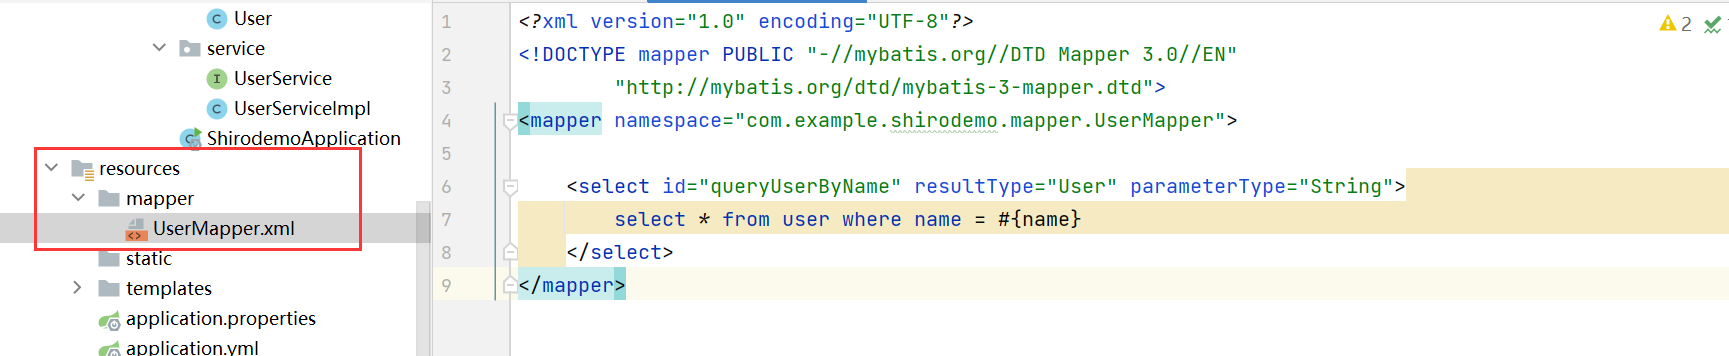 User
service
UserService
UserServiceImpl
ShirodemoApplication
resources
mapper
UserMapper.xml
static
templates
application.properties
application.yml
1 <?xml version="1.0" encoding="UTF-8"?>
2 <!DOCTYPE mapper PUBLIC "-//mybatis.org//DTD Mapper 3.0//EN"
3 "http://mybatis.org/dtd/mybatis-3-mapper.dtd">
4 <mapper namespace="com.example.shirodemo.mapper.UserMapper">
5
6 <select id="queryUserByName" resultType="User" parameterType="String">
7 select * from user where name = #{name}
8 </select>
9 </mapper>
2